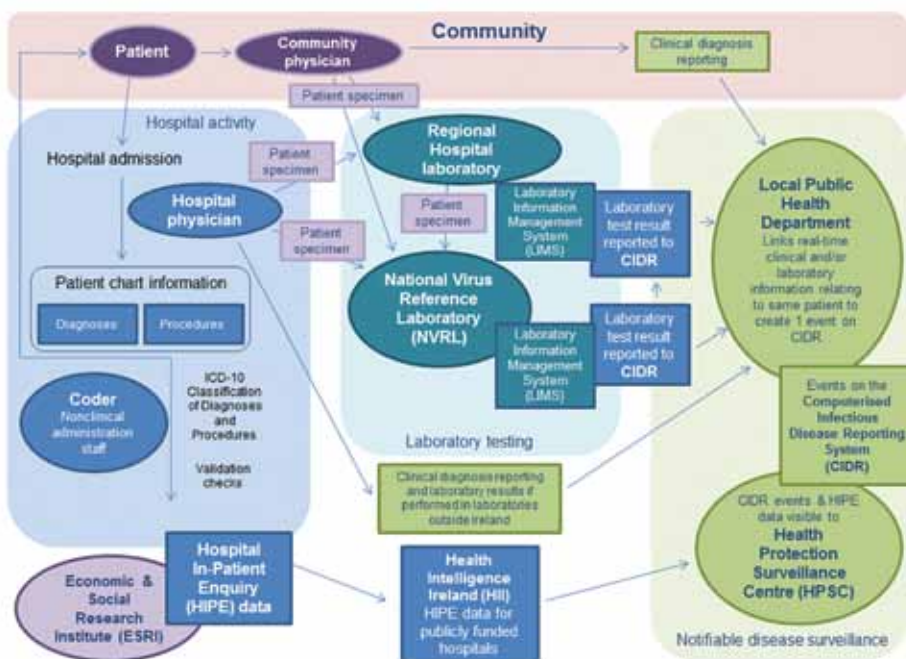 Community
Patient
Community
physician
Clinical diagnosis
reporting
Patient specimen
Hospital activity
Hospital admission
Patient
specimen
Hospital
physician
Patient
specimen
Regional
Hospital
laboratory
Patient
specimen
Laboratory
Information
Management
System
(LIMS)
Laboratory
test result
reported to
CIDR
Local Public
Health
Department
Links real-time
clinical and/or
laboratory
information relating
to same patient to
create 1 event on
CIDR
Patient chart information
Diagnoses
Procedures
National Virus
Reference
Laboratory
(NVRL)
Laboratory
Information
Management
System
(LIMS)
Laboratory
test result
reported to
CIDR
Coder
Nonclinical
administration
staff
ICD-10
Classification
of Diagnoses
and
Procedures
Validation
checks
Laboratory testing
Events on the
Computerised
Infectious
Disease Reporting
System
(CIDR)
Clinical diagnosis reporting
and laboratory results if
performed in laboratories
outside Ireland
CIDR events & HIPE
data visible to
Health
Protection
Surveillance
Centre (HPSC)
Hospital
In-Patient
Enquiry
(HIPE) data
Economic &
Social
Research
Institute (ESRI)
Health
Intelligence
Ireland (HII)
HIPE data for
publicly funded
hospitals
Notifiable disease surveillance